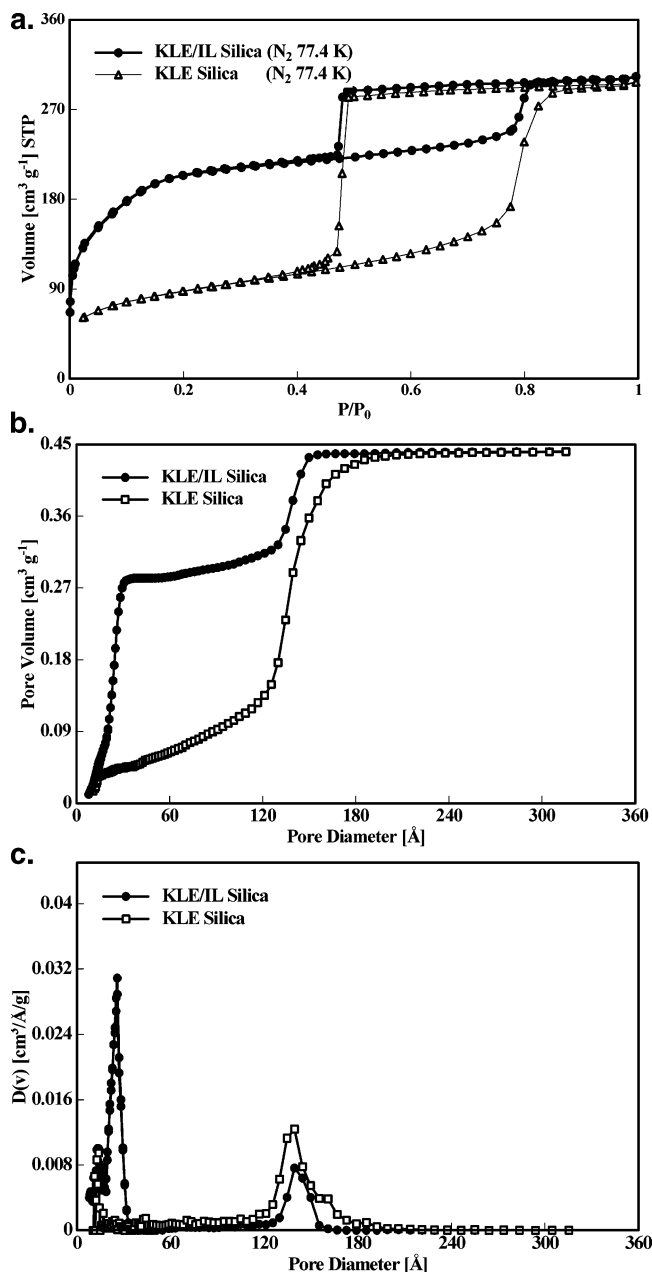 a.
360
KLE/IL Silica (N₂ 77.4 K)
KLE Silica (N₂ 77.4 K)
270
180
90
0
Volume [cm³ g⁻¹] STP
0 0.2 0.4 0.6 0.8 1
P/P₀
b.
0.45
KLE/IL Silica
KLE Silica
0.36
0.27
0.18
0.09
0
Pore Volume [cm³ g⁻¹]
0 60 120 180 240 300 360
Pore Diameter [Å]
c.
KLE/IL Silica
KLE Silica
0.04
0.032
0.024
0.016
0.008
0
D(v) [cm³/Å/g]
0 60 120 180 240 300 360
Pore Diameter [Å]